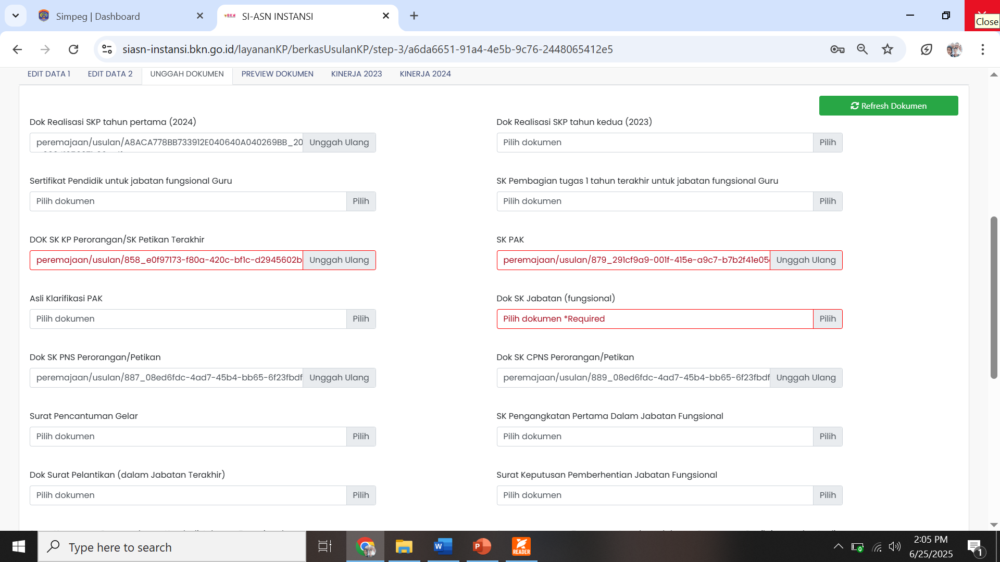 Simpeg | Dashboard
SI-ASN INSTANSI
Close
siasn-instansi.bkn.go.id/layananKP/berkasUsulanKP/step-3/a6da6651-91a4-4e5b-9c76-2448065412e5
EDIT DATA 1 EDIT DATA 2 UNGGAH DOKUMEN PREVIEW DOKUMEN KINERJA 2023 KINERJA 2024
Refresh Dokumen
Dok Realisasi SKP tahun pertama (2024)
peremajaan/usulan/A8ACA778BB733912E040640A040269BB_20 Unggah Ulang
Dok Realisasi SKP tahun kedua (2023)
Pilih dokumen Pilih
Sertifikat Pendidik untuk jabatan fungsional Guru
Pilih dokumen Pilih
SK Pembagian tugas 1 tahun terakhir untuk jabatan fungsional Guru
Pilih dokumen Pilih
DOK SK KP Perorangan/SK Petikan Terakhir
peremajaan/usulan/858_e0f97173-f80a-420c-bf1c-d2945602b Unggah Ulang
SK PAK
peremajaan/usulan/879_291cf9a9-001f-415e-a9c7-b7b2f41e05 Unggah Ulang
Asli Klarifikasi PAK
Pilih dokumen Pilih
Dok SK Jabatan (fungsional)
Pilih dokumen *Required Pilih
Dok SK PNS Perorangan/Petikan
peremajaan/usulan/887_08ed6fdc-4ad7-45b4-bb65-6f23fbdf Unggah Ulang
Dok SK CPNS Perorangan/Petikan
peremajaan/usulan/889_08ed6fdc-4ad7-45b4-bb65-6f23fbdf Unggah Ulang
Surat Pencantuman Gelar
Pilih dokumen Pilih
SK Pengangkatan Pertama Dalam Jabatan Fungsional
Pilih dokumen Pilih
Dok Surat Pelantikan (dalam Jabatan Terakhir)
Pilih dokumen Pilih
Surat Keputusan Pemberhentian Jabatan Fungsional
Pilih dokumen Pilih
Type here to search
READER
2:05 PM
6/25/2025
1